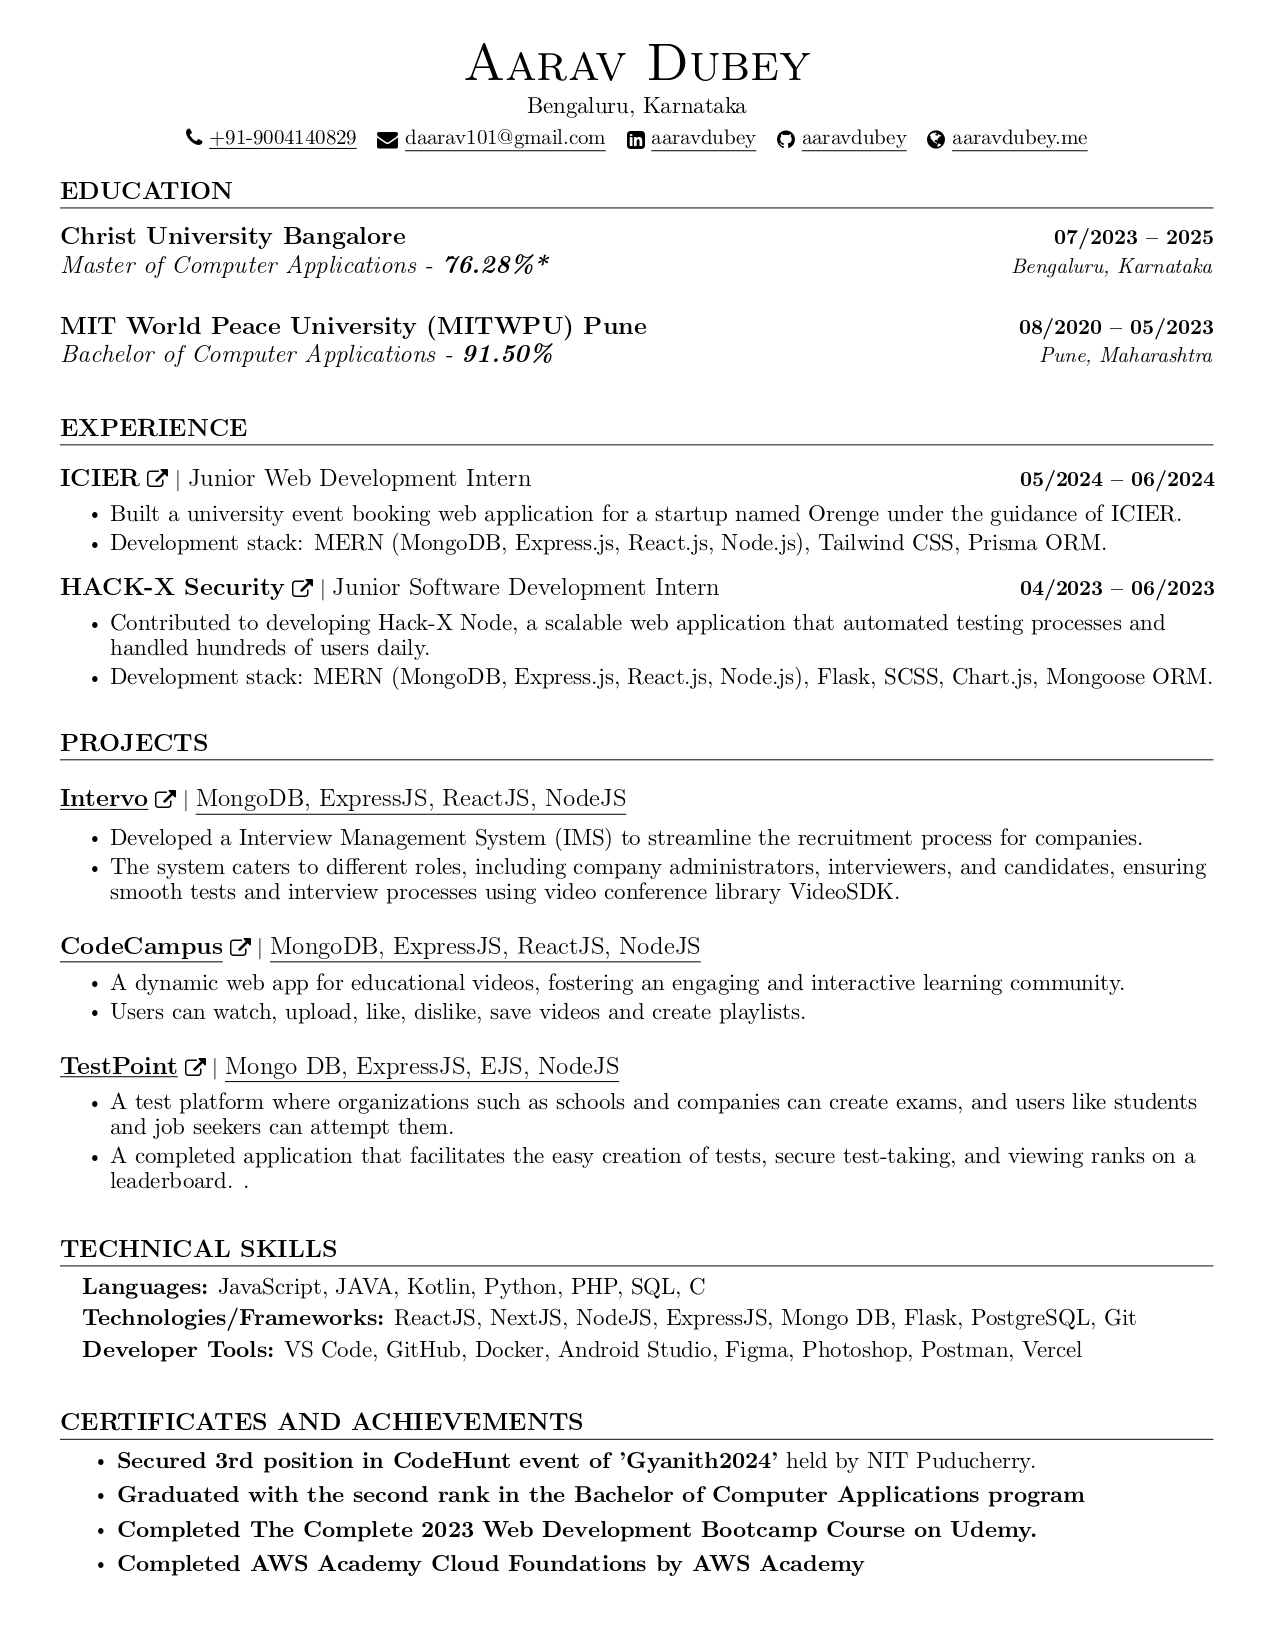 Aarav Dubey
Bengaluru, Karnataka
+91-9004140829 daarav101@gmail.com aaravdubey aaravdubey aaravdubey.me
EDUCATION
Christ University Bangalore 07/2023 – 2025
Master of Computer Applications - 76.28%* Bengaluru, Karnataka
MIT World Peace University (MITWPU) Pune 08/2020 – 05/2023
Bachelor of Computer Applications - 91.50% Pune, Maharashtra
EXPERIENCE
ICIER | Junior Web Development Intern 05/2024 – 06/2024
• Built a university event booking web application for a startup named Orenge under the guidance of ICIER.
• Development stack: MERN (MongoDB, Express.js, React.js, Node.js), Tailwind CSS, Prisma ORM.
HACK-X Security | Junior Software Development Intern 04/2023 – 06/2023
• Contributed to developing Hack-X Node, a scalable web application that automated testing processes and
handled hundreds of users daily.
• Development stack: MERN (MongoDB, Express.js, React.js, Node.js), Flask, SCSS, Chart.js, Mongoose ORM.
PROJECTS
Intervo | MongoDB, ExpressJS, ReactJS, NodeJS
• Developed a Interview Management System (IMS) to streamline the recruitment process for companies.
• The system caters to different roles, including company administrators, interviewers, and candidates, ensuring
smooth tests and interview processes using video conference library VideoSDK.
CodeCampus | MongoDB, ExpressJS, ReactJS, NodeJS
• A dynamic web app for educational videos, fostering an engaging and interactive learning community.
• Users can watch, upload, like, dislike, save videos and create playlists.
TestPoint | Mongo DB, ExpressJS, EJS, NodeJS
• A test platform where organizations such as schools and companies can create exams, and users like students
and job seekers can attempt them.
• A completed application that facilitates the easy creation of tests, secure test-taking, and viewing ranks on a
leaderboard. .
TECHNICAL SKILLS
Languages: JavaScript, JAVA, Kotlin, Python, PHP, SQL, C
Technologies/Frameworks: ReactJS, NextJS, NodeJS, ExpressJS, Mongo DB, Flask, PostgreSQL, Git
Developer Tools: VS Code, GitHub, Docker, Android Studio, Figma, Photoshop, Postman, Vercel
CERTIFICATES AND ACHIEVEMENTS
• Secured 3rd position in CodeHunt event of ’Gyanith2024’ held by NIT Puducherry.
• Graduated with the second rank in the Bachelor of Computer Applications program
• Completed The Complete 2023 Web Development Bootcamp Course on Udemy.
• Completed AWS Academy Cloud Foundations by AWS Academy